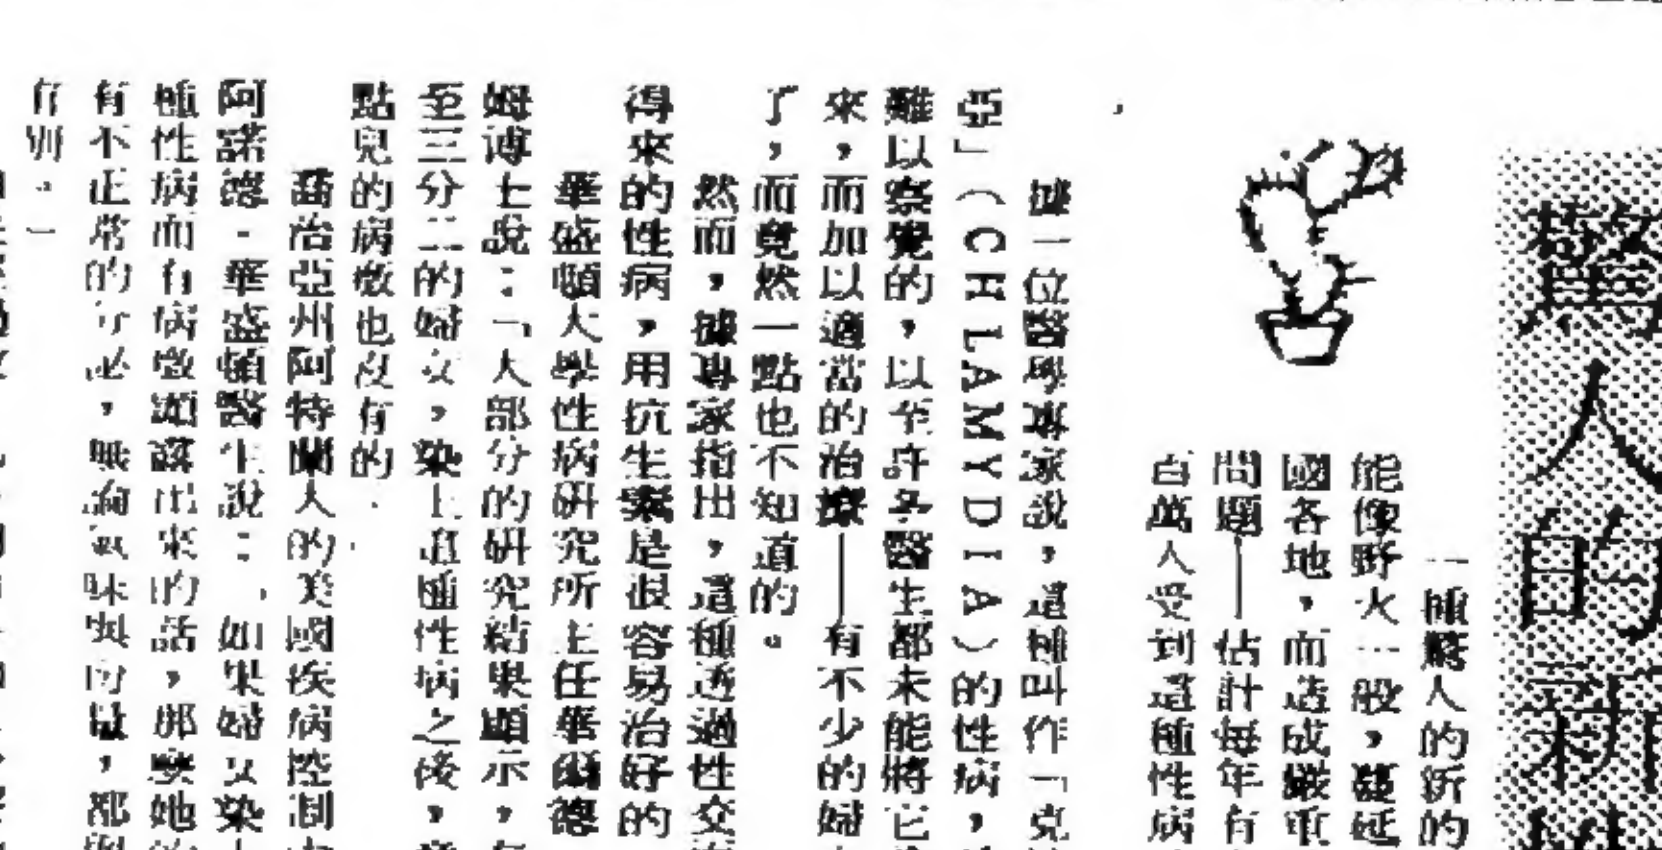 驚人的新
一種驚人的新的
能像野火一般，蔓延
國各地，而造成嚴重
問題——估計每年有
百萬人受到這種性病
據一位醫學專家說，這種叫作「克
亞」（CHLAMYDIA）的性病，
難以察覺的，以至許多醫生都未能將它
來，而加以適當的治療——有不少的婦
了，而竟然一點也不知道的。
然而，據專家指出，這種透過性交
得來的性病，用抗生素是很容易治好的
華盛頓大學性病研究所主任華爾德
姆博士說：「大部分的研究結果顯示，
至三分二的婦女，染上這種性病之後，
點兒的病徵也沒有的
喬治亞州阿特蘭人的美國疾病控制
阿諾德·華盛頓醫生說：「如果婦女染
種性病而有病徵顯露出來的話，那麼她
有不正常的分泌，無論氣味與份量，都
有別。」